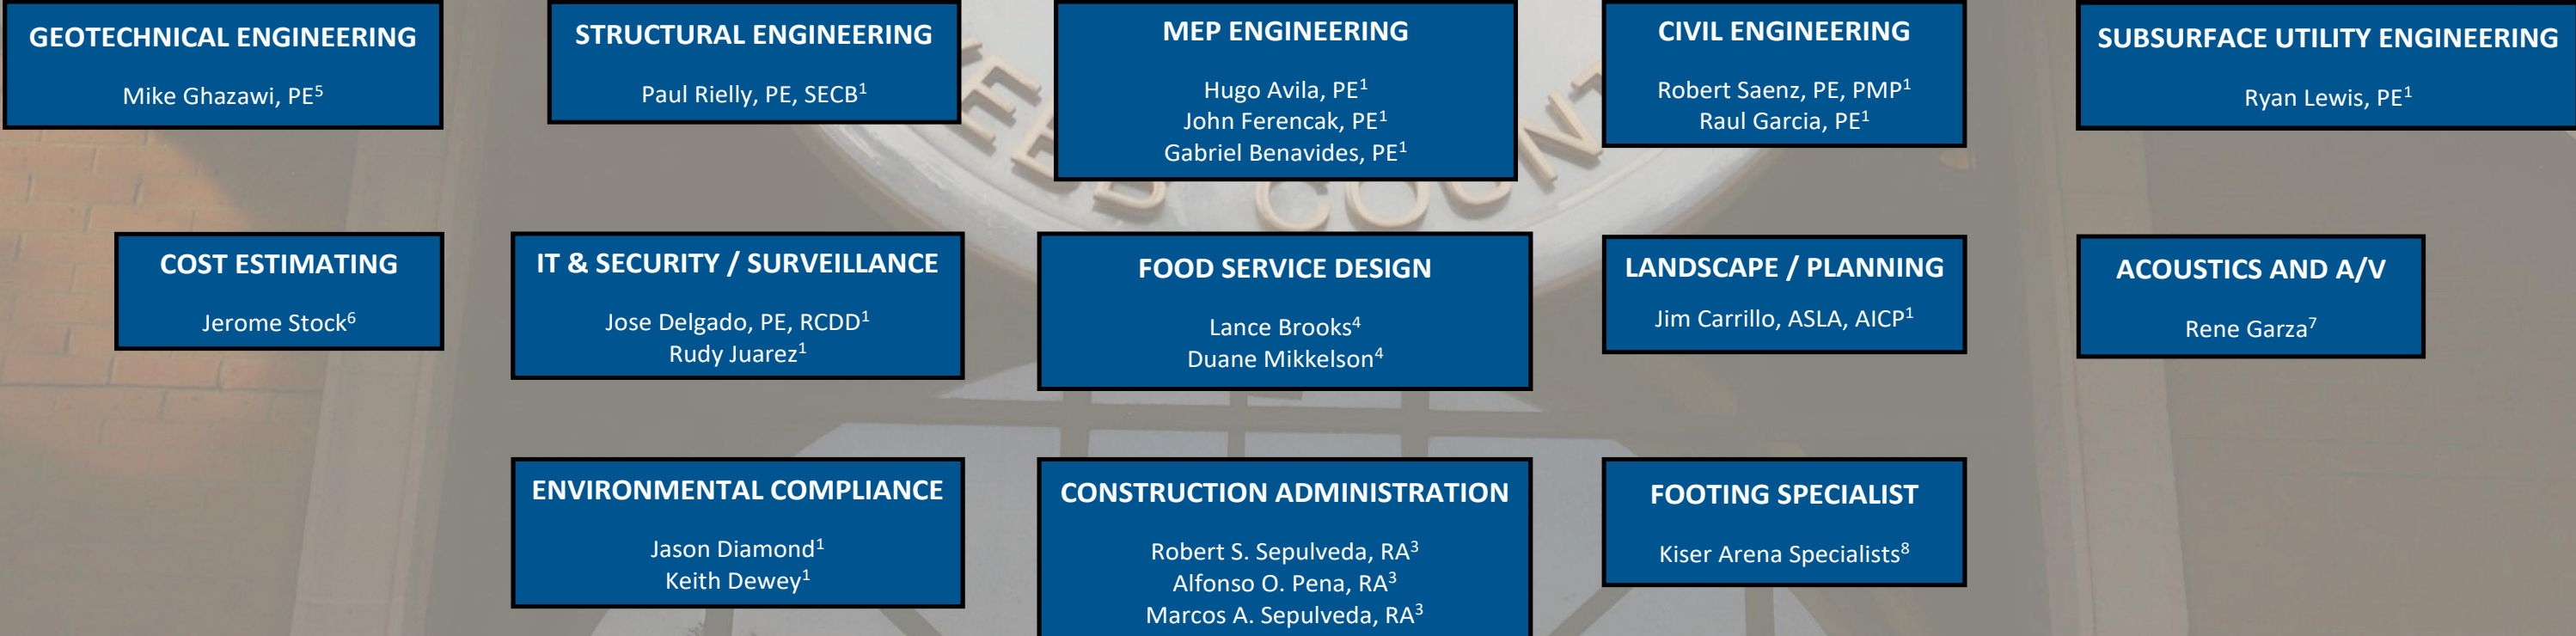 GEOTECHNICAL ENGINEERING
Mike Ghazawi, PE⁵
STRUCTURAL ENGINEERING
Paul Rielly, PE, SECB¹
MEP ENGINEERING
Hugo Avila, PE¹
John Ferencak, PE¹
Gabriel Benavides, PE¹
CIVIL ENGINEERING
Robert Saenz, PE, PMP¹
Raul Garcia, PE¹
SUBSURFACE UTILITY ENGINEERING
Ryan Lewis, PE¹
COST ESTIMATING
Jerome Stock⁶
IT & SECURITY / SURVEILLANCE
Jose Delgado, PE, RCDD¹
Rudy Juarez¹
FOOD SERVICE DESIGN
Lance Brooks⁴
Duane Mikkelson⁴
LANDSCAPE / PLANNING
Jim Carrillo, ASLA, AICP¹
ACOUSTICS AND A/V
Rene Garza⁷
ENVIRONMENTAL COMPLIANCE
Jason Diamond¹
Keith Dewey¹
CONSTRUCTION ADMINISTRATION
Robert S. Sepulveda, RA³
Alfonso O. Pena, RA³
Marcos A. Sepulveda, RA³
FOOTING SPECIALIST
Kiser Arena Specialists⁸